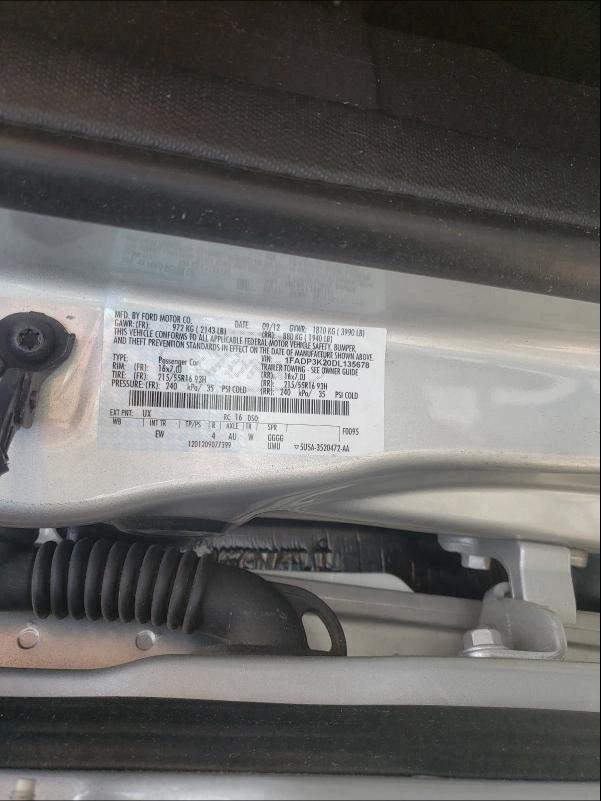 MFD. BY FORD MOTOR CO.
DATE: 09/12 GVWR: 1810 KG ( 3990 LB)
GAWR: (FR): 972 KG ( 2143 LB) (RR): 880 KG ( 1940 LB)
THIS VEHICLE CONFORMS TO ALL APPLICABLE FEDERAL MOTOR VEHICLE SAFETY, BUMPER,
AND THEFT PREVENTION STANDARDS IN EFFECT ON THE DATE OF MANUFACTURE SHOWN ABOVE.
VIN: 1FADP3K20DL135678
TYPE: Passenger Car TRAILER TOWING - SEE OWNER GUIDE
RIM: (FR): 16x7.0J (RR): 16x7.0J
TIRE: (FR): 215/55R16 93H (RR): 215/55R16 93H
PRESSURE: (FR): 240 kPa/ 35 PSI COLD (RR): 240 kPa/ 35 PSI COLD
EXT PNT: UX RC: 16 DSO: F0095
WB INT TR TP/PS R AXLE TR SPR
EW 4 AU W GGGG
1201209077599 UWU ▽5U5A-3520472-AA